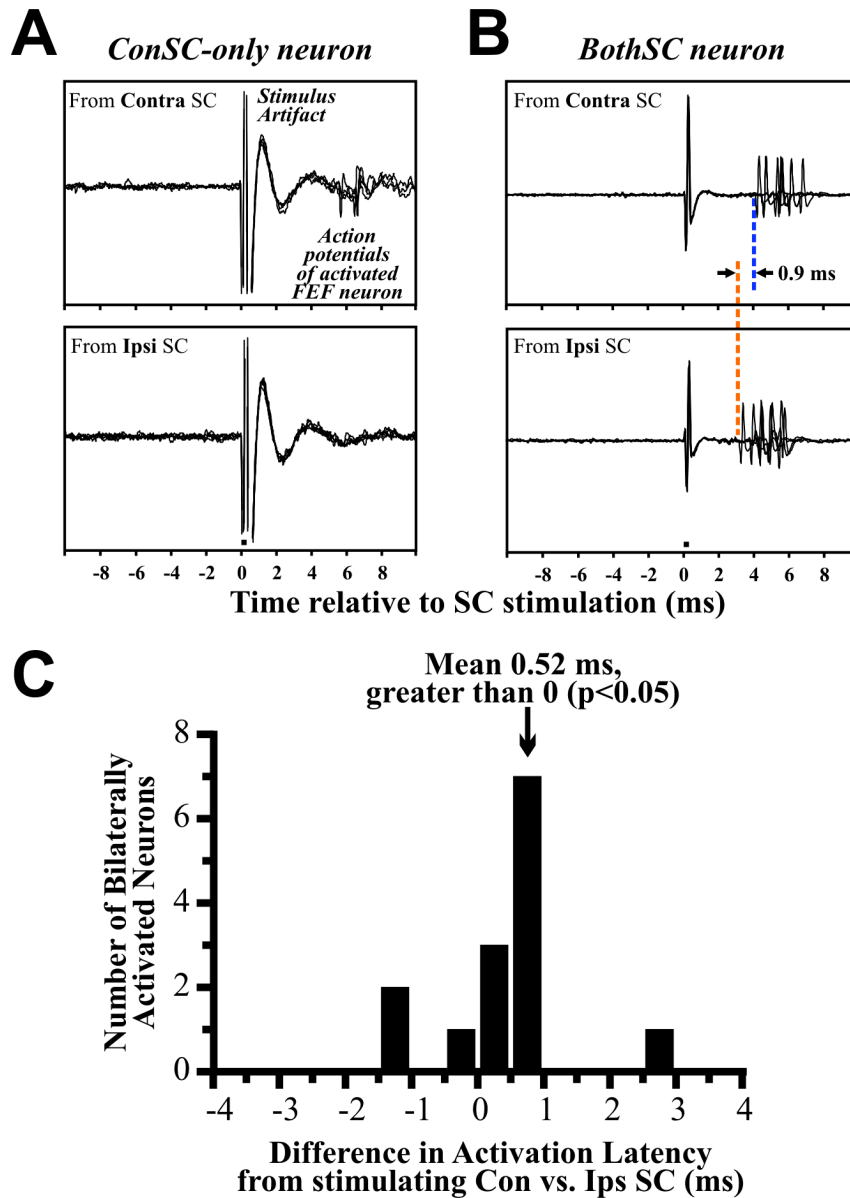 A
ConSC-only neuron
From Contra SC
Stimulus
Artifact
Action
potentials
of activated
FEF neuron
From Ipsi SC
-8 -6 -4 -2 0 2 4 6 8
B
BothSC neuron
From Contra SC
0.9 ms
From Ipsi SC
-8 -6 -4 -2 0 2 4 6 8
Time relative to SC stimulation (ms)
C
Mean 0.52 ms,
greater than 0 (p<0.05)
Number of Bilaterally
Activated Neurons
8
6
4
2
0
-4 -3 -2 -1 0 1 2 3 4
Difference in Activation Latency
from stimulating Con vs. Ips SC (ms)